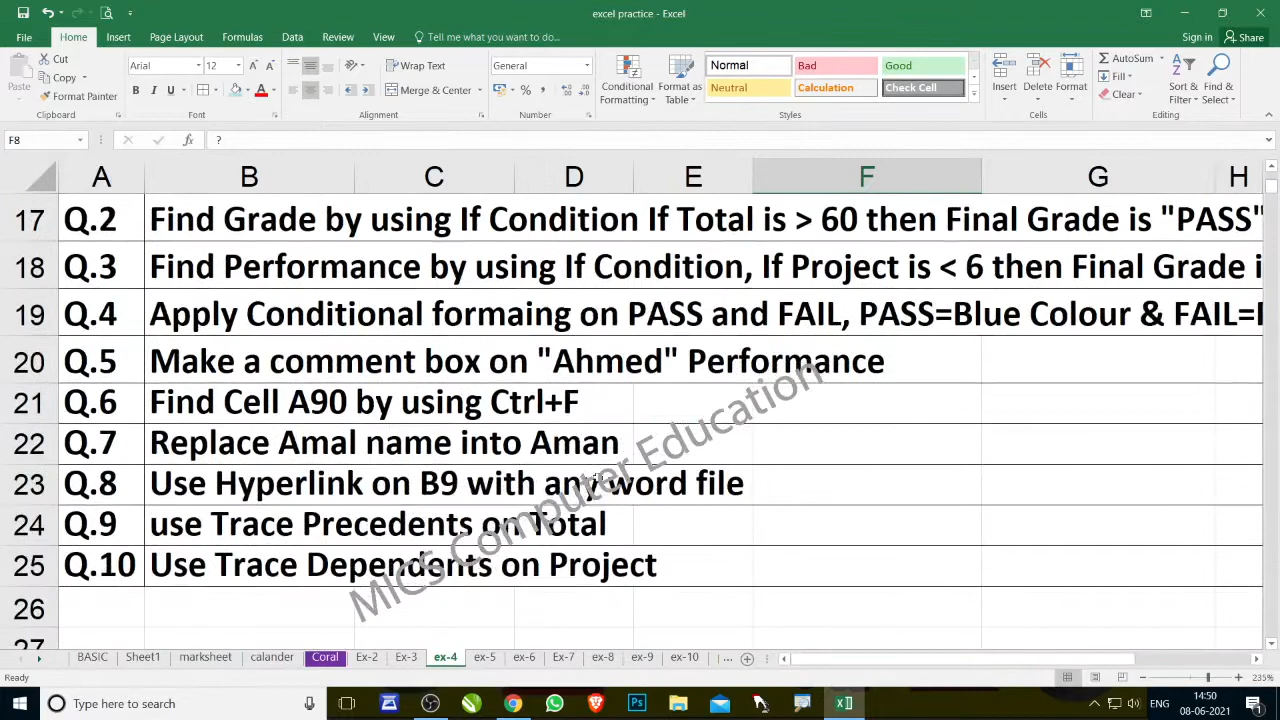 excel practice - Excel
File Home Insert Page Layout Formulas Data Review View Tell me what you want to do... Sign in Share
Cut
Copy
Format Painter
Paste
Clipboard
Arial 12
B I U
Font
Wrap Text
Merge & Center
Alignment
General
Number
Conditional Formatting
Format as Table
Normal Bad Good
Neutral Calculation Check Cell
Styles
Insert Delete Format
Cells
AutoSum
Fill
Clear
Sort & Filter
Find & Select
Editing
F8 fx ?
A B C D E F G H
17 Q.2 Find Grade by using If Condition If Total is > 60 then Final Grade is "PASS"
18 Q.3 Find Performance by using If Condition, If Project is < 6 then Final Grade i
19 Q.4 Apply Conditional formaing on PASS and FAIL, PASS=Blue Colour & FAIL=
20 Q.5 Make a comment box on "Ahmed" Performance
21 Q.6 Find Cell A90 by using Ctrl+F
22 Q.7 Replace Amal name into Aman
23 Q.8 Use Hyperlink on B9 with any word file
24 Q.9 use Trace Precedents on Total
25 Q.10 Use Trace Dependents on Project
26
27
MICS Computer Education
BASIC Sheet1 marksheet calander Coral Ex-2 Ex-3 ex-4 ex-5 ex-6 Ex-7 ex-8 ex-9 ex-10 ...
Ready 235%
Type here to search
ENG
14:50
08-06-2021